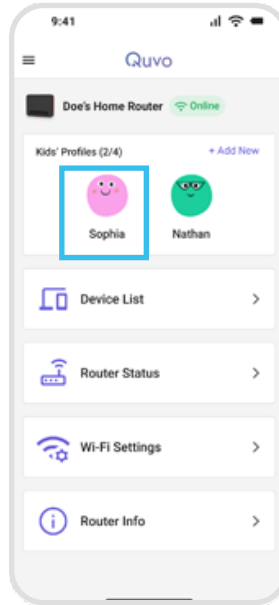 9:41
Quvo
Doe's Home Router Online
Kids' Profiles (2/4) + Add New
Sophia Nathan
Device List
Router Status
Wi-Fi Settings
Router Info